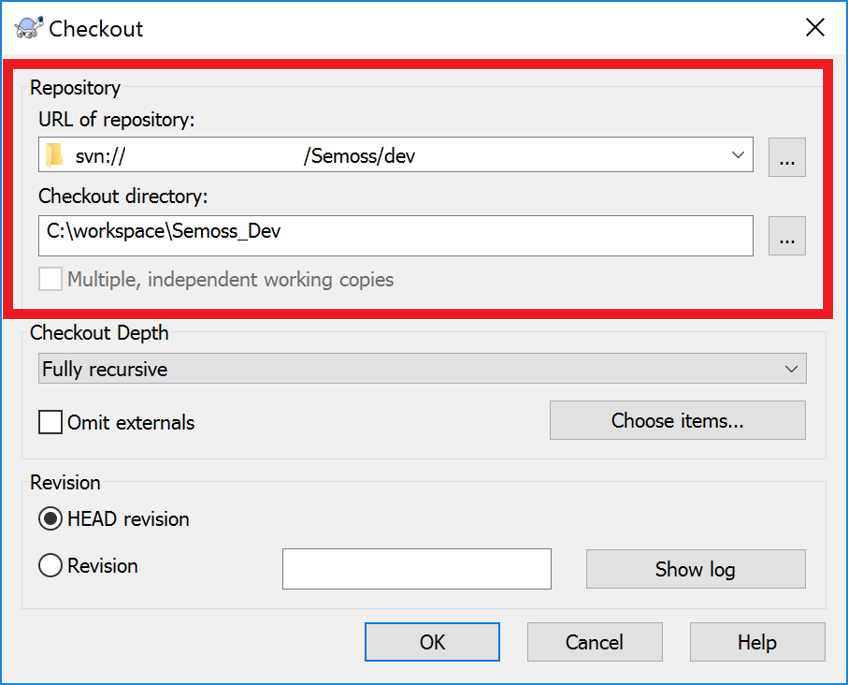 Checkout
Repository
URL of repository:
svn:// /Semoss/dev
...
Checkout directory:
C:\workspace\Semoss_Dev
...
Multiple, independent working copies
Checkout Depth
Fully recursive
Omit externals
Choose items...
Revision
HEAD revision
Revision
Show log
OK
Cancel
Help